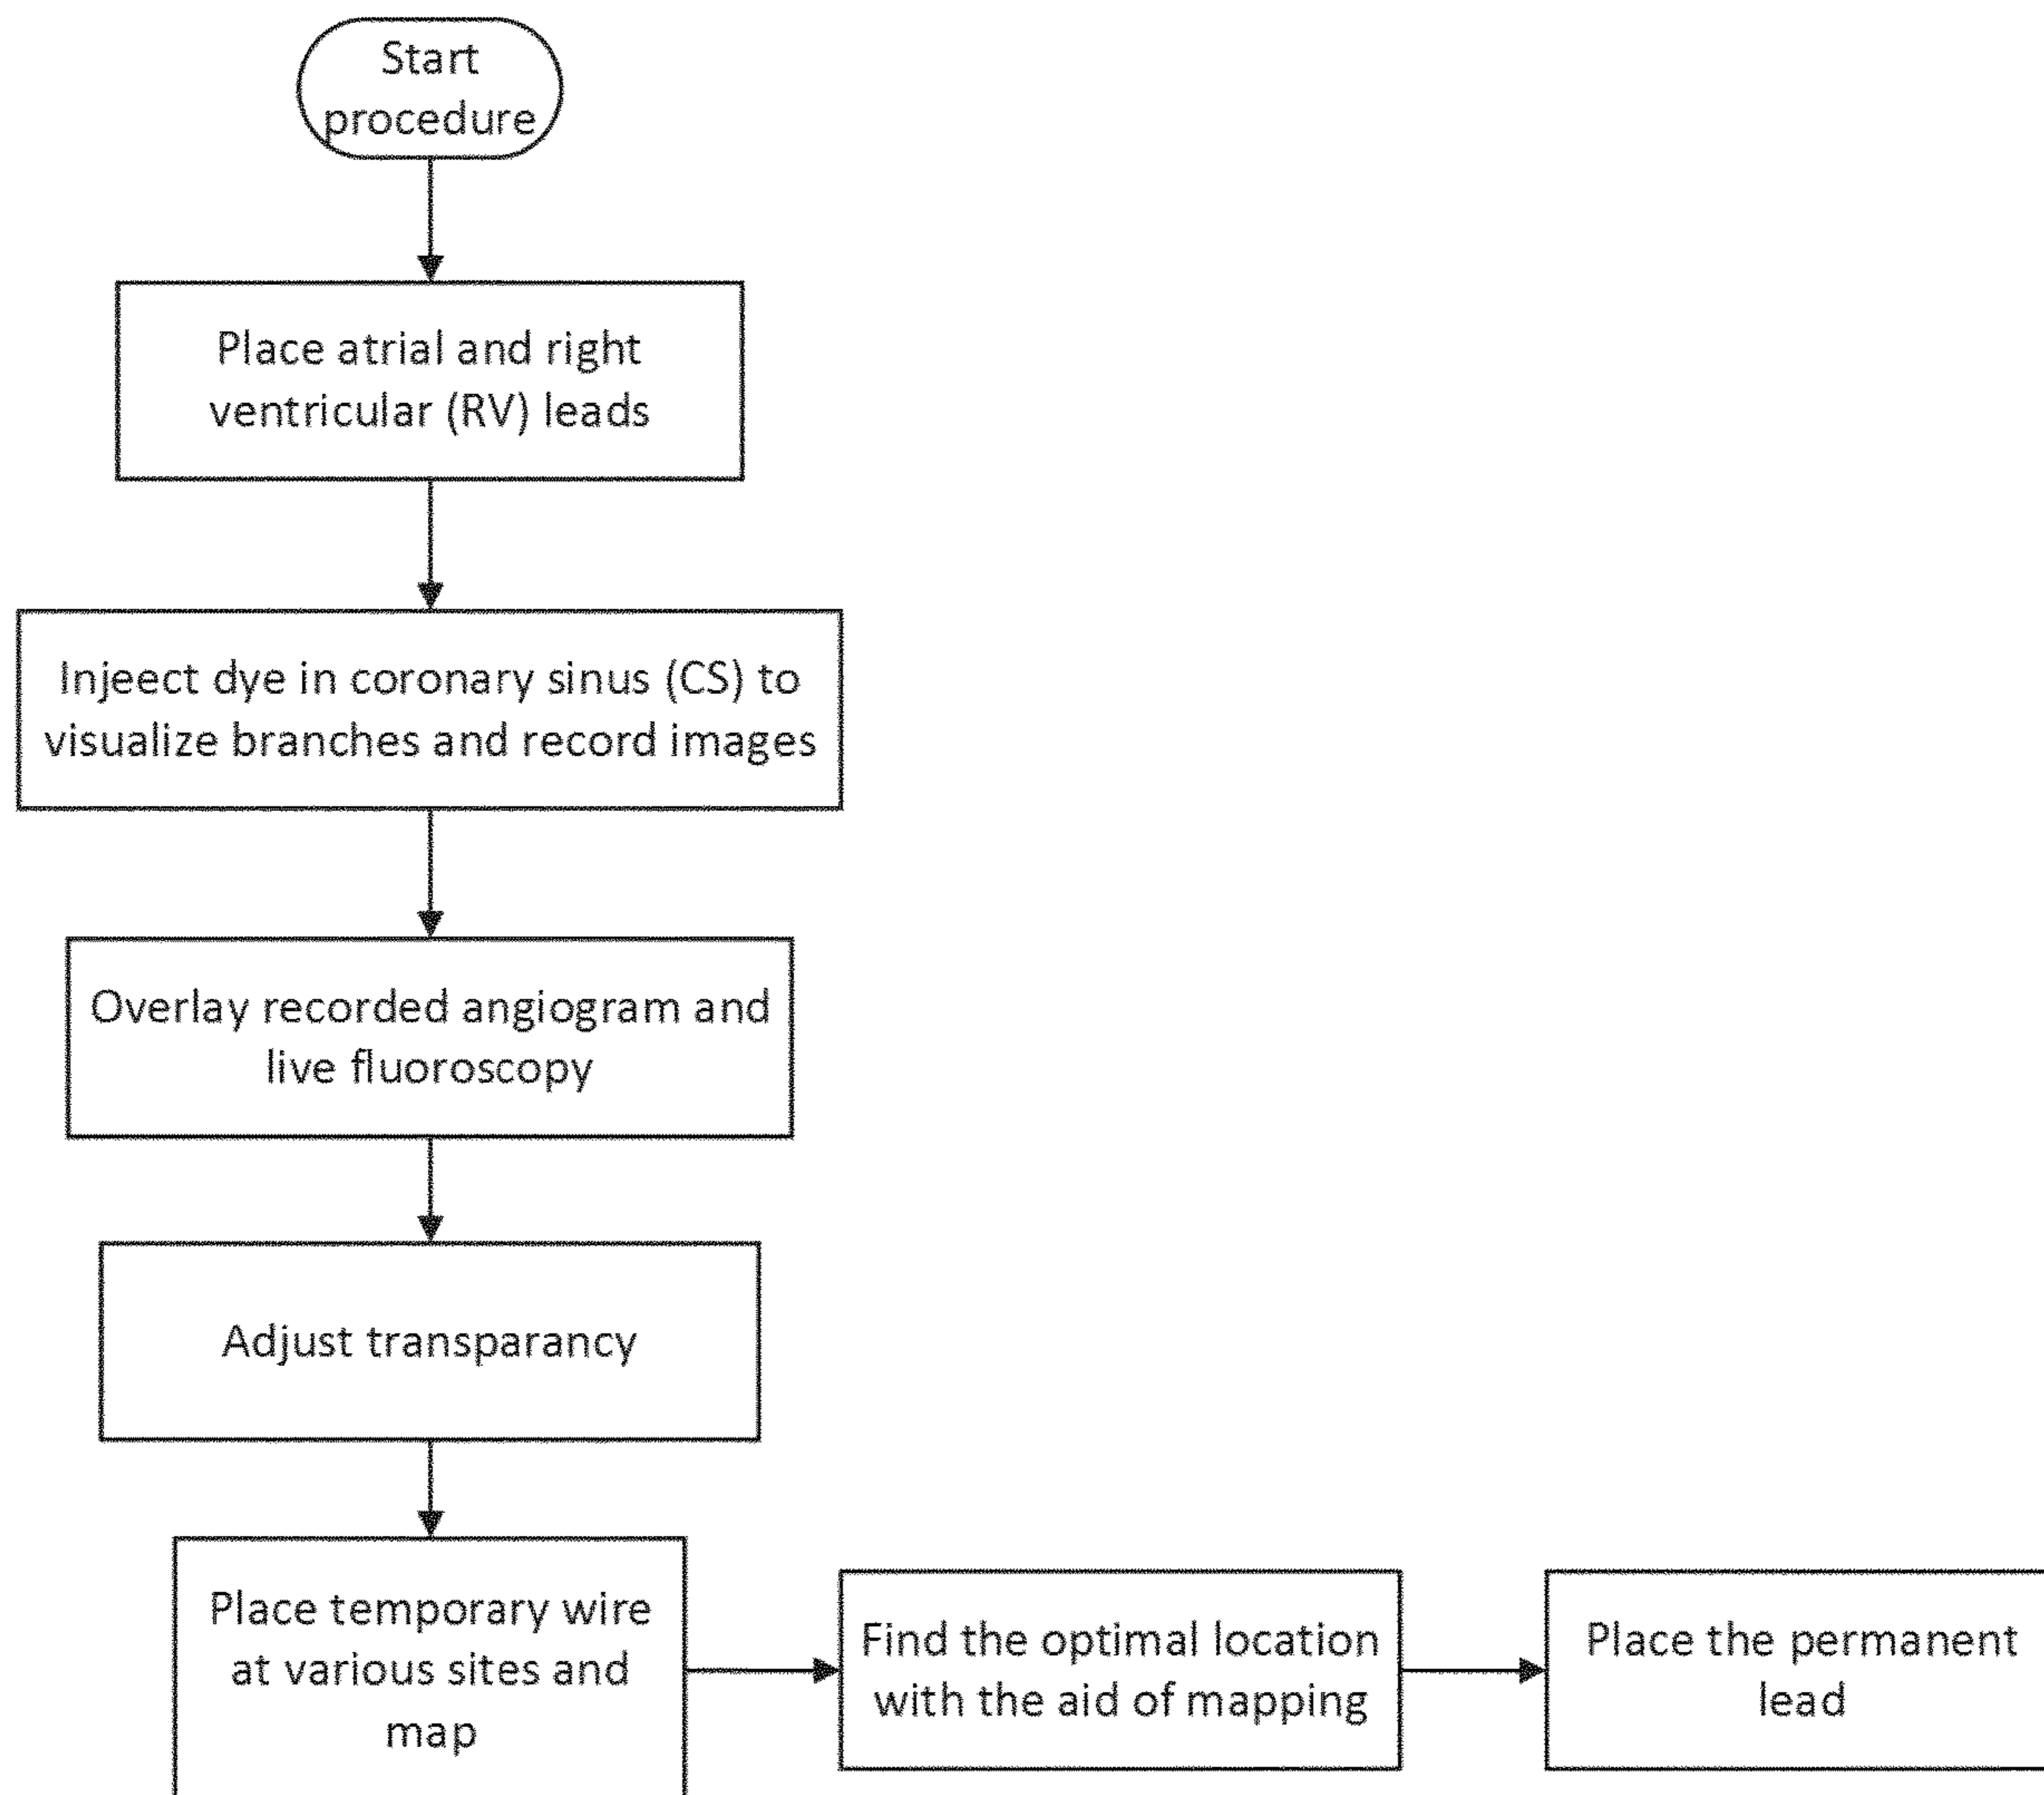 Start
procedure
Place atrial and right
ventricular (RV) leads
Injeect dye in coronary sinus (CS) to
visualize branches and record images
Overlay recorded angiogram and
live fluoroscopy
Adjust transparancy
Place temporary wire
at various sites and
map
Find the optimal location
with the aid of mapping
Place the permanent
lead